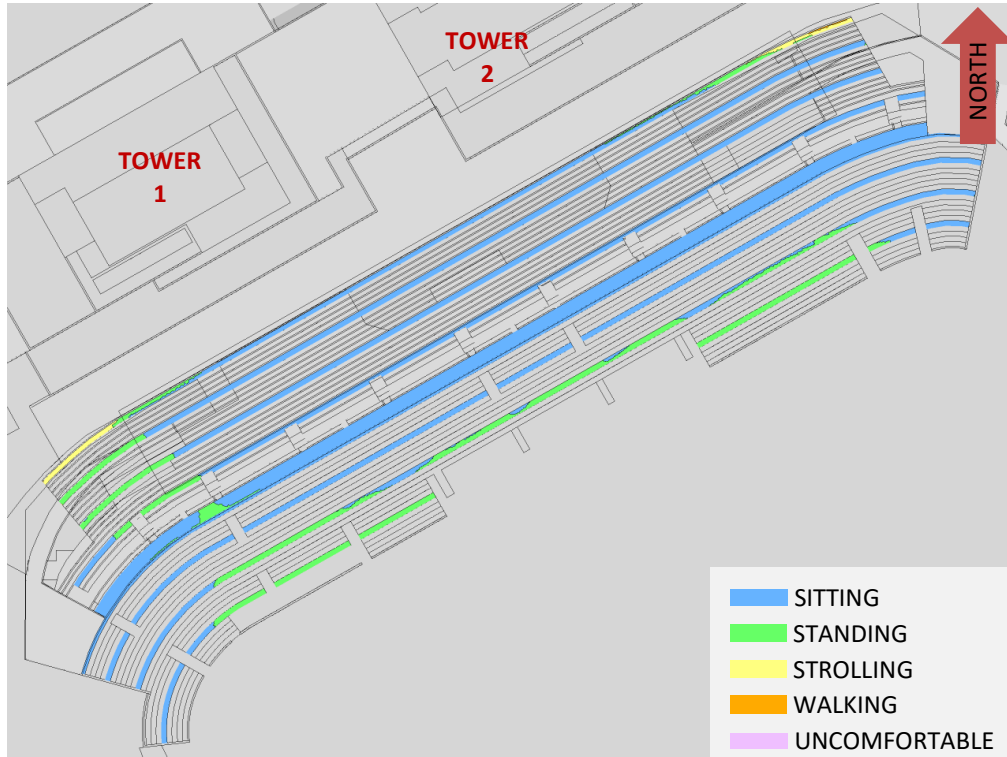 TOWER
2
NORTH
TOWER
1
SITTING
STANDING
STROLLING
WALKING
UNCOMFORTABLE